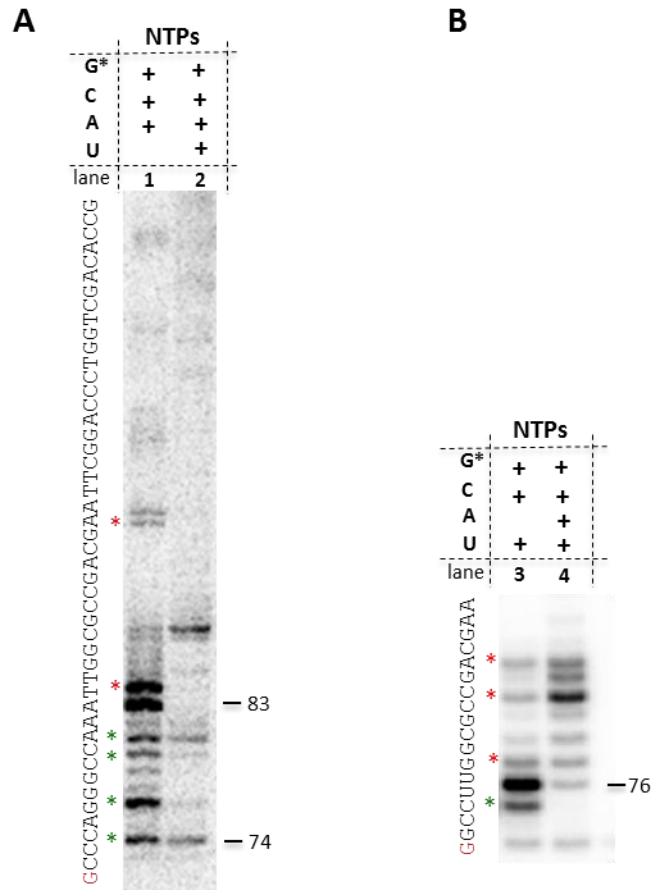 A
NTPs
G* + +
C + +
A + +
U +
lane 1 2
GCCCAGGGCCAAATTGGCGCCGACGAATTCGGACCCTGGTCGACACCG
*
*
— 83
*
*
*
*
— 74
B
NTPs
G* + +
C + +
A +
U + +
lane 3 4
GGCCUUGGCGCCGACGAA
*
*
*
— 76
*